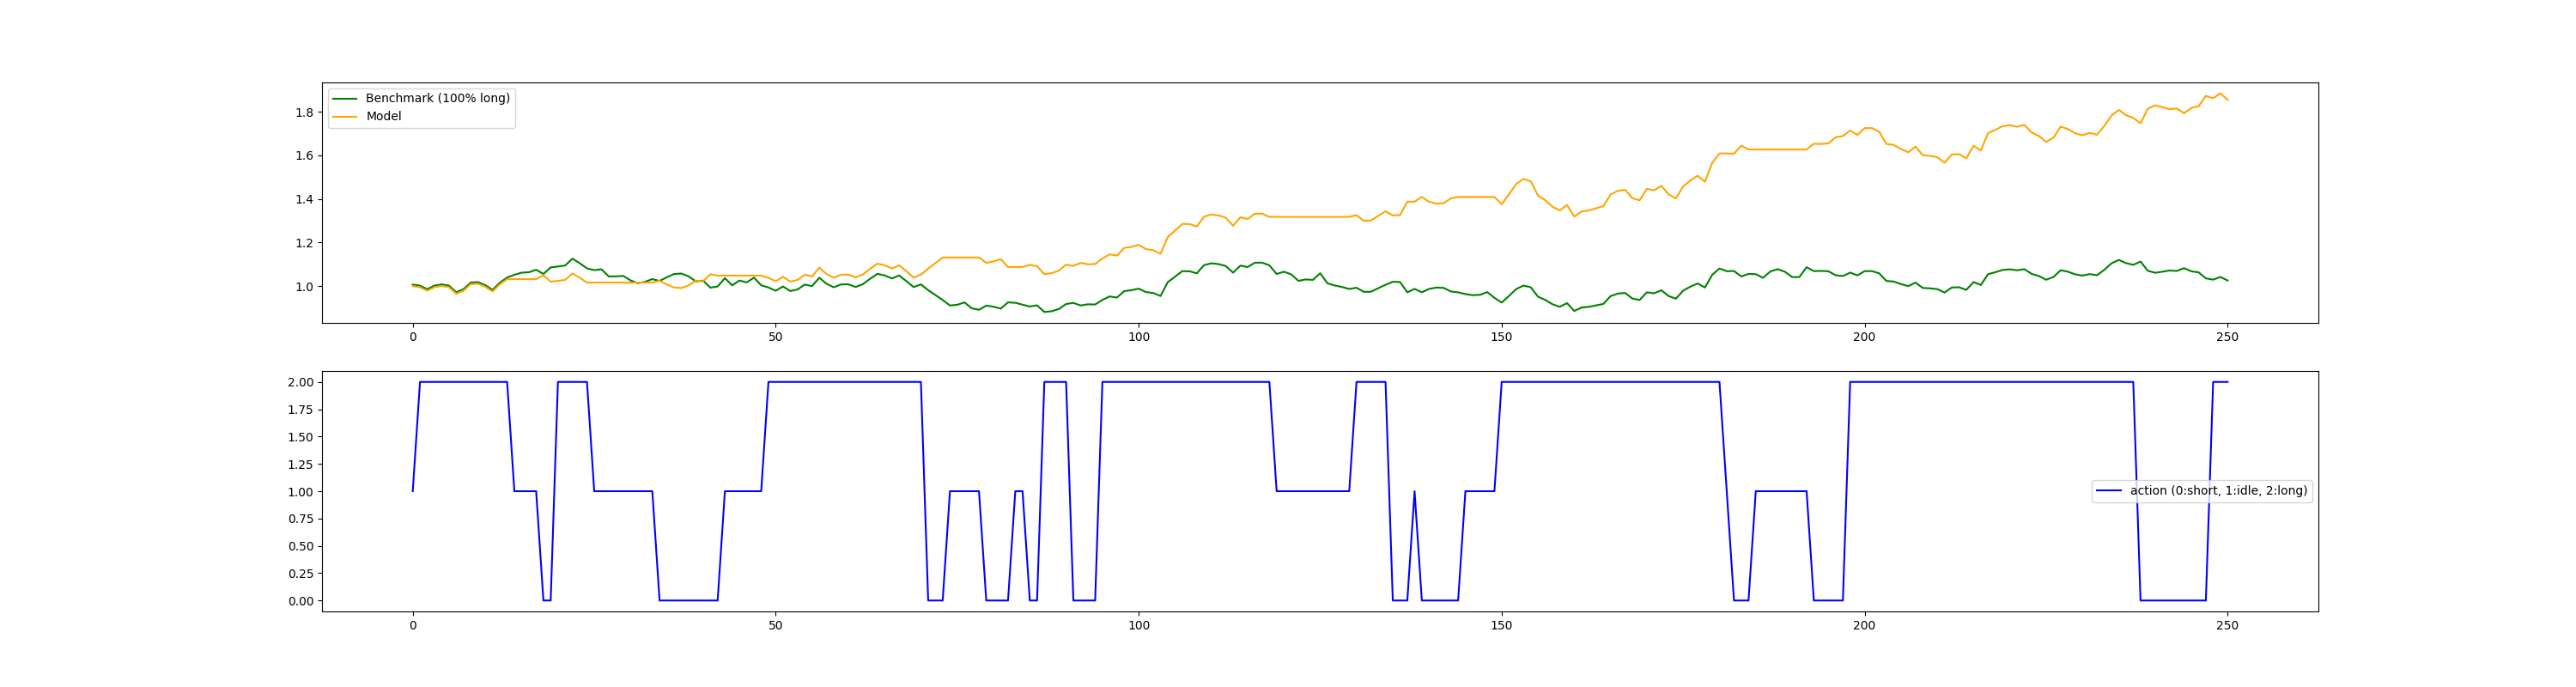 Benchmark (100% long)
Model
1.8
1.6
1.4
1.2
1.0
0 50 100 150 200 250
2.00
1.75
1.50
1.25
1.00
0.75
0.50
0.25
0.00
action (0:short, 1:idle, 2:long)
0 50 100 150 200 250